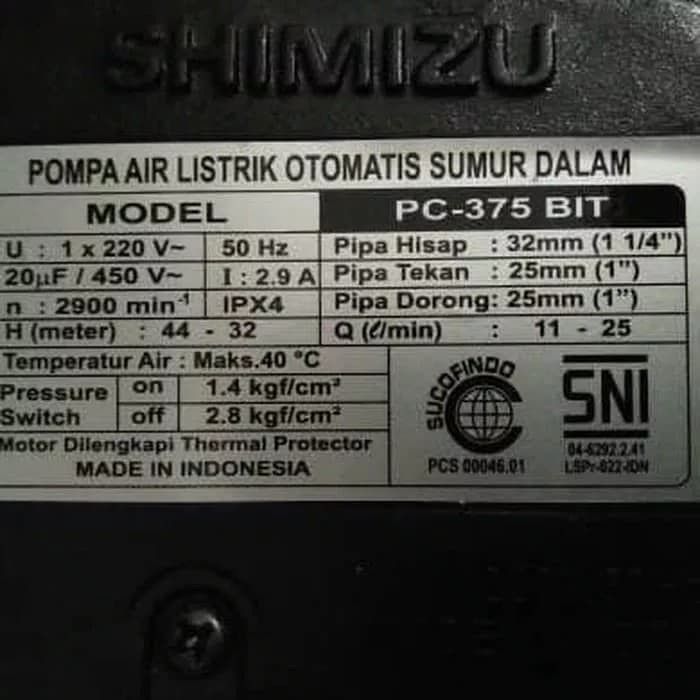 SHIMIZU
POMPA AIR LISTRIK OTOMATIS SUMUR DALAM
MODEL PC-375 BIT
U : 1 x 220 V~ 50 Hz Pipa Hisap : 32mm (1 1/4")
20µF / 450 V~ I : 2.9 A Pipa Tekan : 25mm (1")
n : 2900 min⁻¹ IPX4 Pipa Dorong: 25mm (1")
H (meter) : 44 - 32 Q (ℓ/min) : 11 - 25
Temperatur Air : Maks.40 °C
Pressure Switch on 1.4 kgf/cm²
off 2.8 kgf/cm²
Motor Dilengkapi Thermal Protector
MADE IN INDONESIA
SUCOFINDO
PCS 00046.01
SNI
04-6292.2.41
LSPr-022-IDN